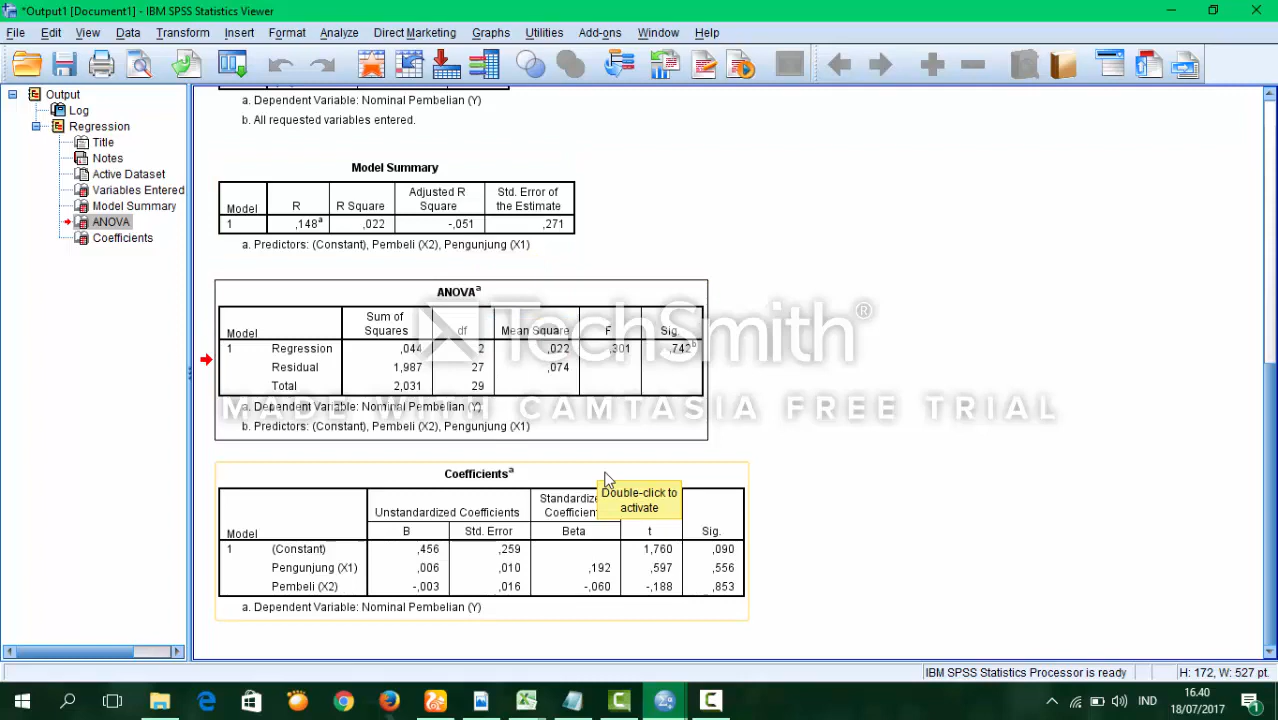 *Output1 [Document1] - IBM SPSS Statistics Viewer
File Edit View Data Transform Insert Format Analyze Direct Marketing Graphs Utilities Add-ons Window Help
Output
Log
Regression
Title
Notes
Active Dataset
Variables Entered
Model Summary
ANOVA
Coefficients
a. Dependent Variable: Nominal Pembelian (Y)
b. All requested variables entered.
Model Summary
Model R R Square Adjusted R Square Std. Error of the Estimate
1 ,148a ,022 -,051 ,271
a. Predictors: (Constant), Pembeli (X2), Pengunjung (X1)
ANOVAa
Model Sum of Squares df Mean Square F Sig.
1 Regression ,044 2 ,022 ,301 ,742b
Residual 1,987 27 ,074
Total 2,031 29
a. Dependent Variable: Nominal Pembelian (Y)
b. Predictors: (Constant), Pembeli (X2), Pengunjung (X1)
TechSmith®
MADE WITH CAMTASIA FREE TRIAL
Coefficientsa
Model Unstandardized Coefficients Standardize Coefficien
B Std. Error Beta t Sig.
1 (Constant) ,456 ,259 1,760 ,090
Pengunjung (X1) ,006 ,010 ,192 ,597 ,556
Pembeli (X2) -,003 ,016 -,060 -,188 ,853
a. Dependent Variable: Nominal Pembelian (Y)
Double-click to
activate
IBM SPSS Statistics Processor is ready H: 172, W: 527 pt.
IND
16.40
18/07/2017
1